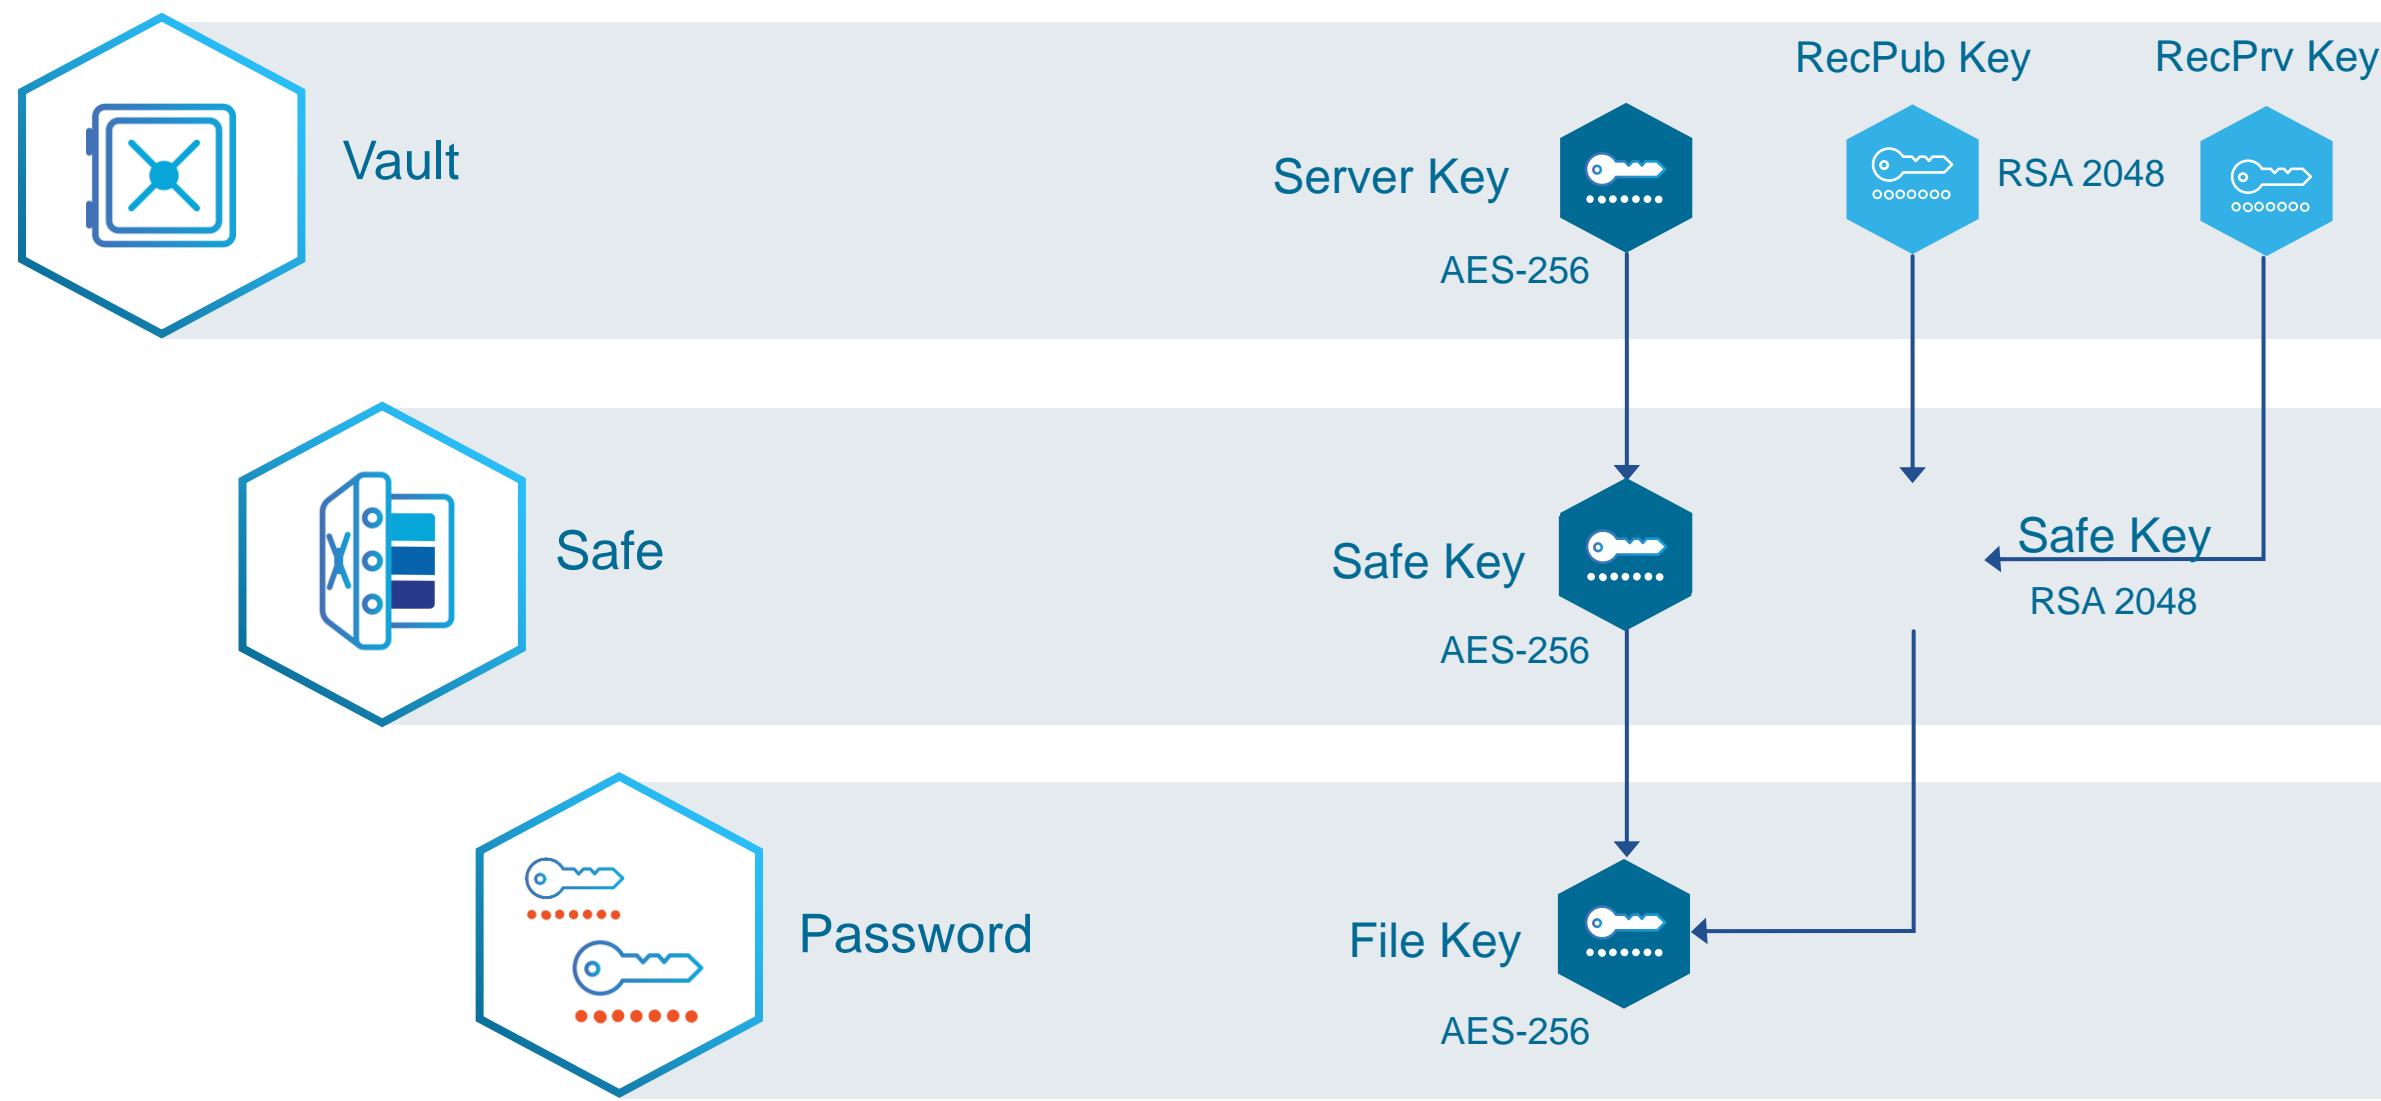 RecPub Key
RecPrv Key
Vault
Server Key
RSA 2048
AES-256
Safe
Safe Key
Safe Key
RSA 2048
AES-256
Password
File Key
AES-256